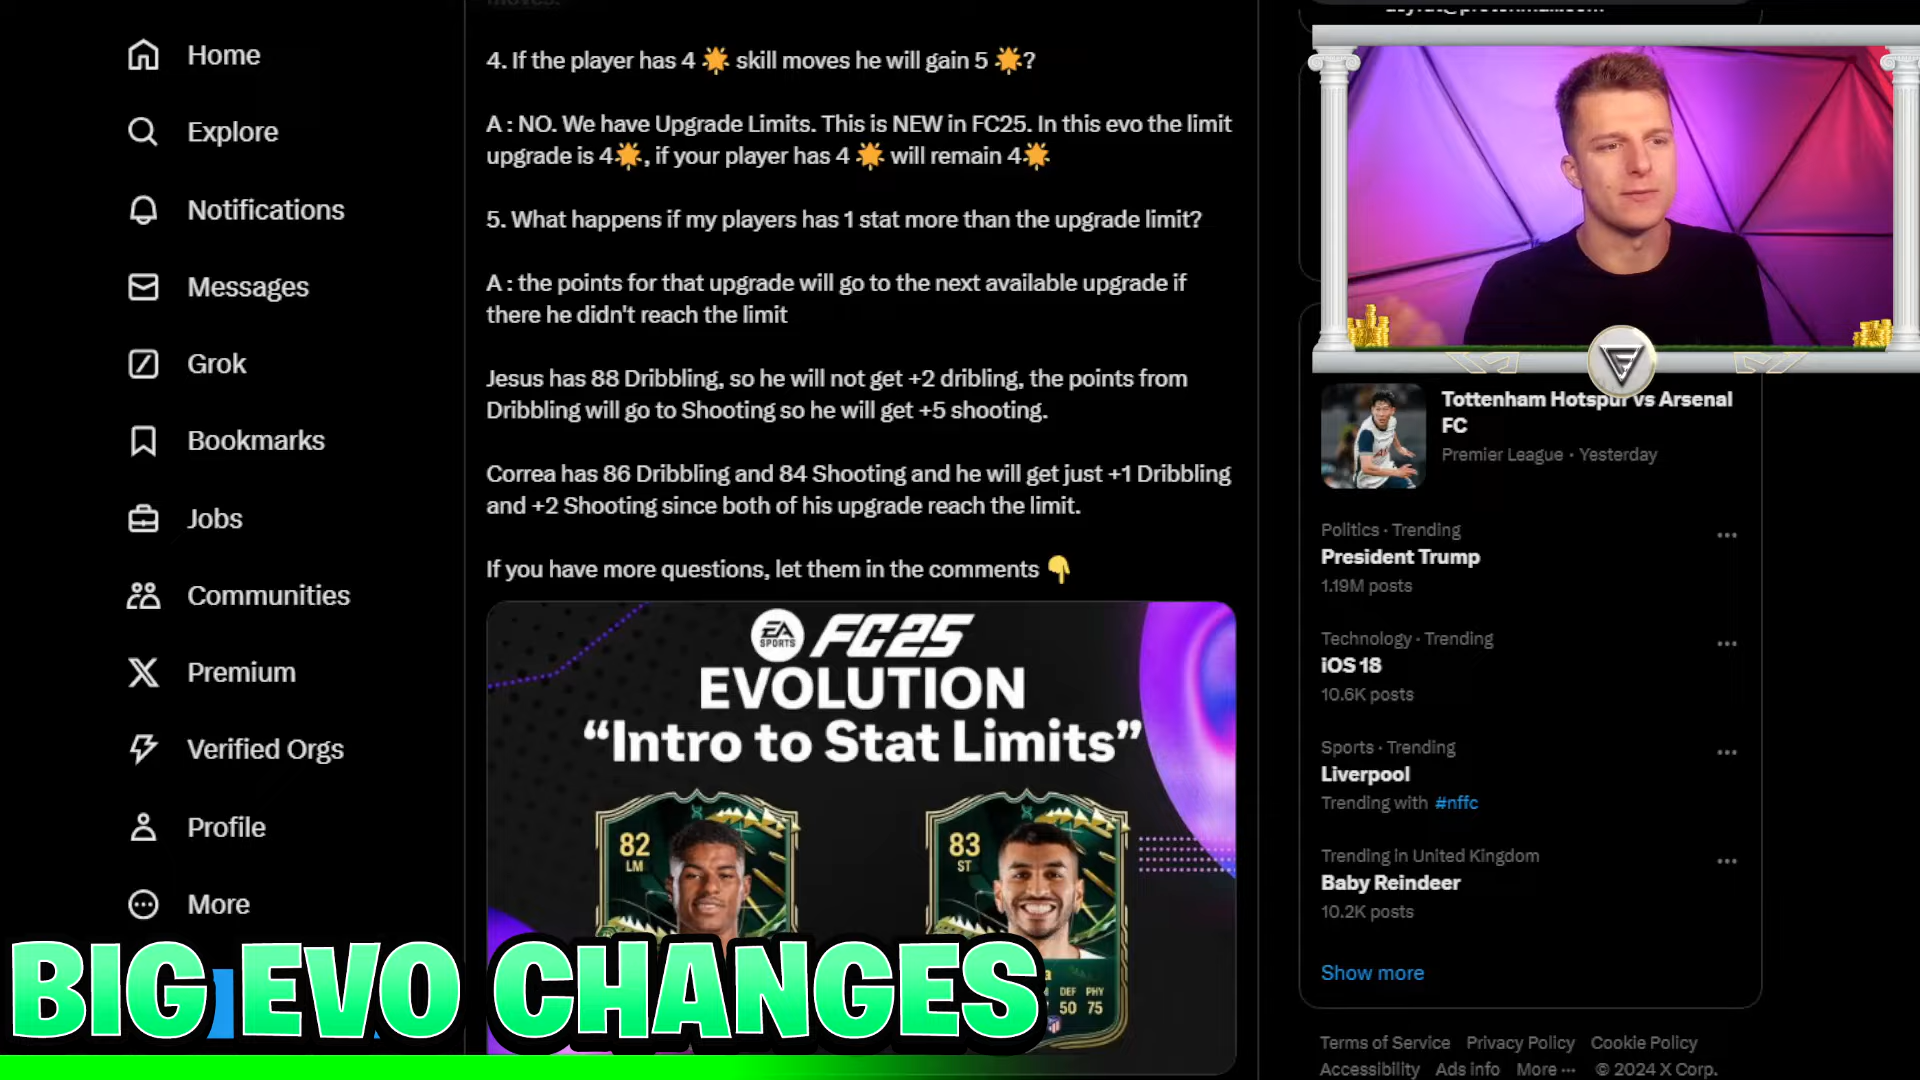 Home
Explore
Notifications
Messages
Grok
Bookmarks
Jobs
Communities
Premium
Verified Orgs
Profile
More
moves.
4. If the player has 4 🌟 skill moves he will gain 5 🌟?
A : NO. We have Upgrade Limits. This is NEW in FC25. In this evo the limit
upgrade is 4🌟, if your player has 4 🌟 will remain 4🌟
5. What happens if my players has 1 stat more than the upgrade limit?
A : the points for that upgrade will go to the next available upgrade if
there he didn't reach the limit
Jesus has 88 Dribbling, so he will not get +2 dribling, the points from
Dribbling will go to Shooting so he will get +5 shooting.
Correa has 86 Dribbling and 84 Shooting and he will get just +1 Dribbling
and +2 Shooting since both of his upgrade reach the limit.
If you have more questions, let them in the comments 👇
EA SPORTS FC25
EVOLUTION
“Intro to Stat Limits”
82
LM
83
ST
DEF PHY
50 75
BIG EVO CHANGES
Tottenham Hotspur vs Arsenal
FC
Premier League · Yesterday
Politics · Trending
President Trump
1.19M posts
Technology · Trending
iOS 18
10.6K posts
Sports · Trending
Liverpool
Trending with #nffc
Trending in United Kingdom
Baby Reindeer
10.2K posts
Show more
Terms of Service Privacy Policy Cookie Policy
Accessibility Ads info More ··· © 2024 X Corp.